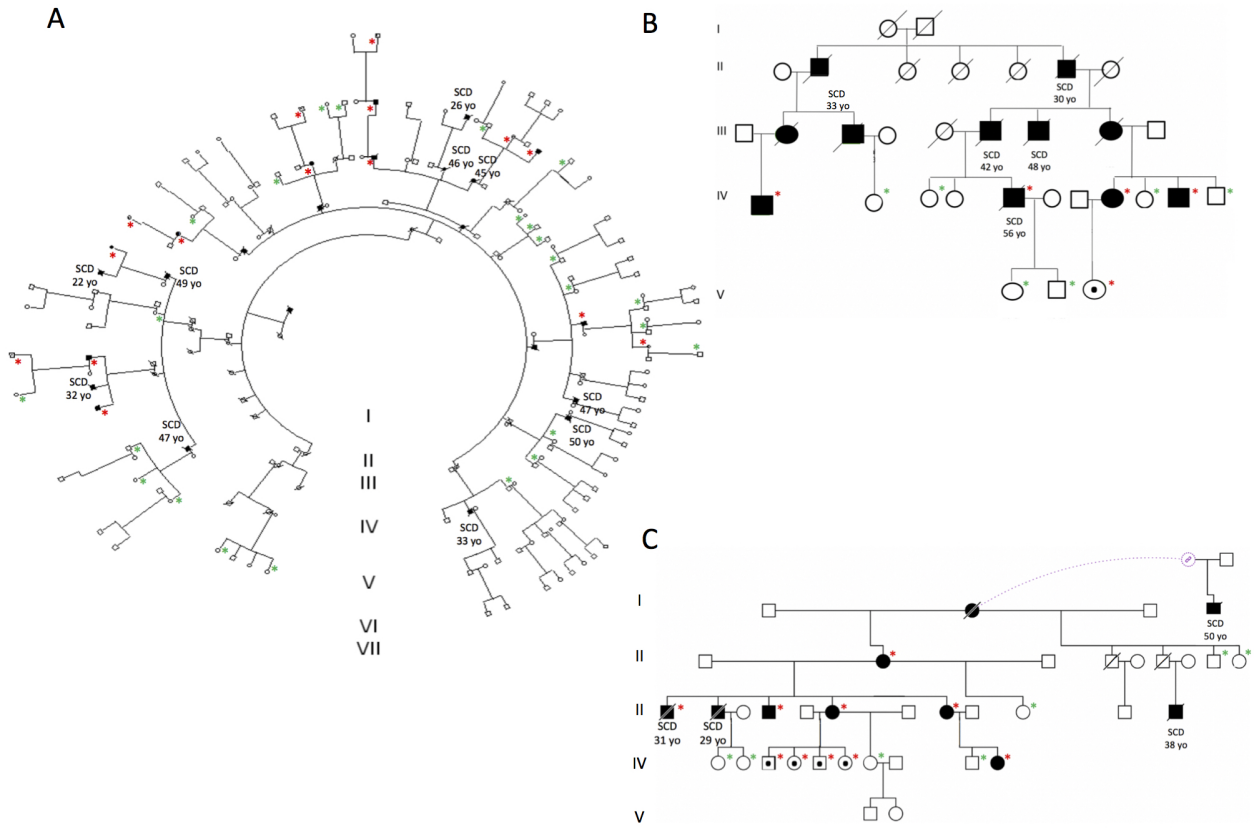 A
SCD
26 yo
SCD
46 yo
SCD
45 yo
SCD
22 yo
SCD
49 yo
SCD
32 yo
SCD
47 yo
SCD
47 yo
SCD
50 yo
SCD
33 yo
I
II
III
IV
V
VI
VII
B
I
II
SCD
33 yo
SCD
30 yo
III
SCD
42 yo
SCD
48 yo
IV
SCD
56 yo
V
C
I
SCD
50 yo
II
II
SCD
31 yo
SCD
29 yo
SCD
38 yo
IV
V